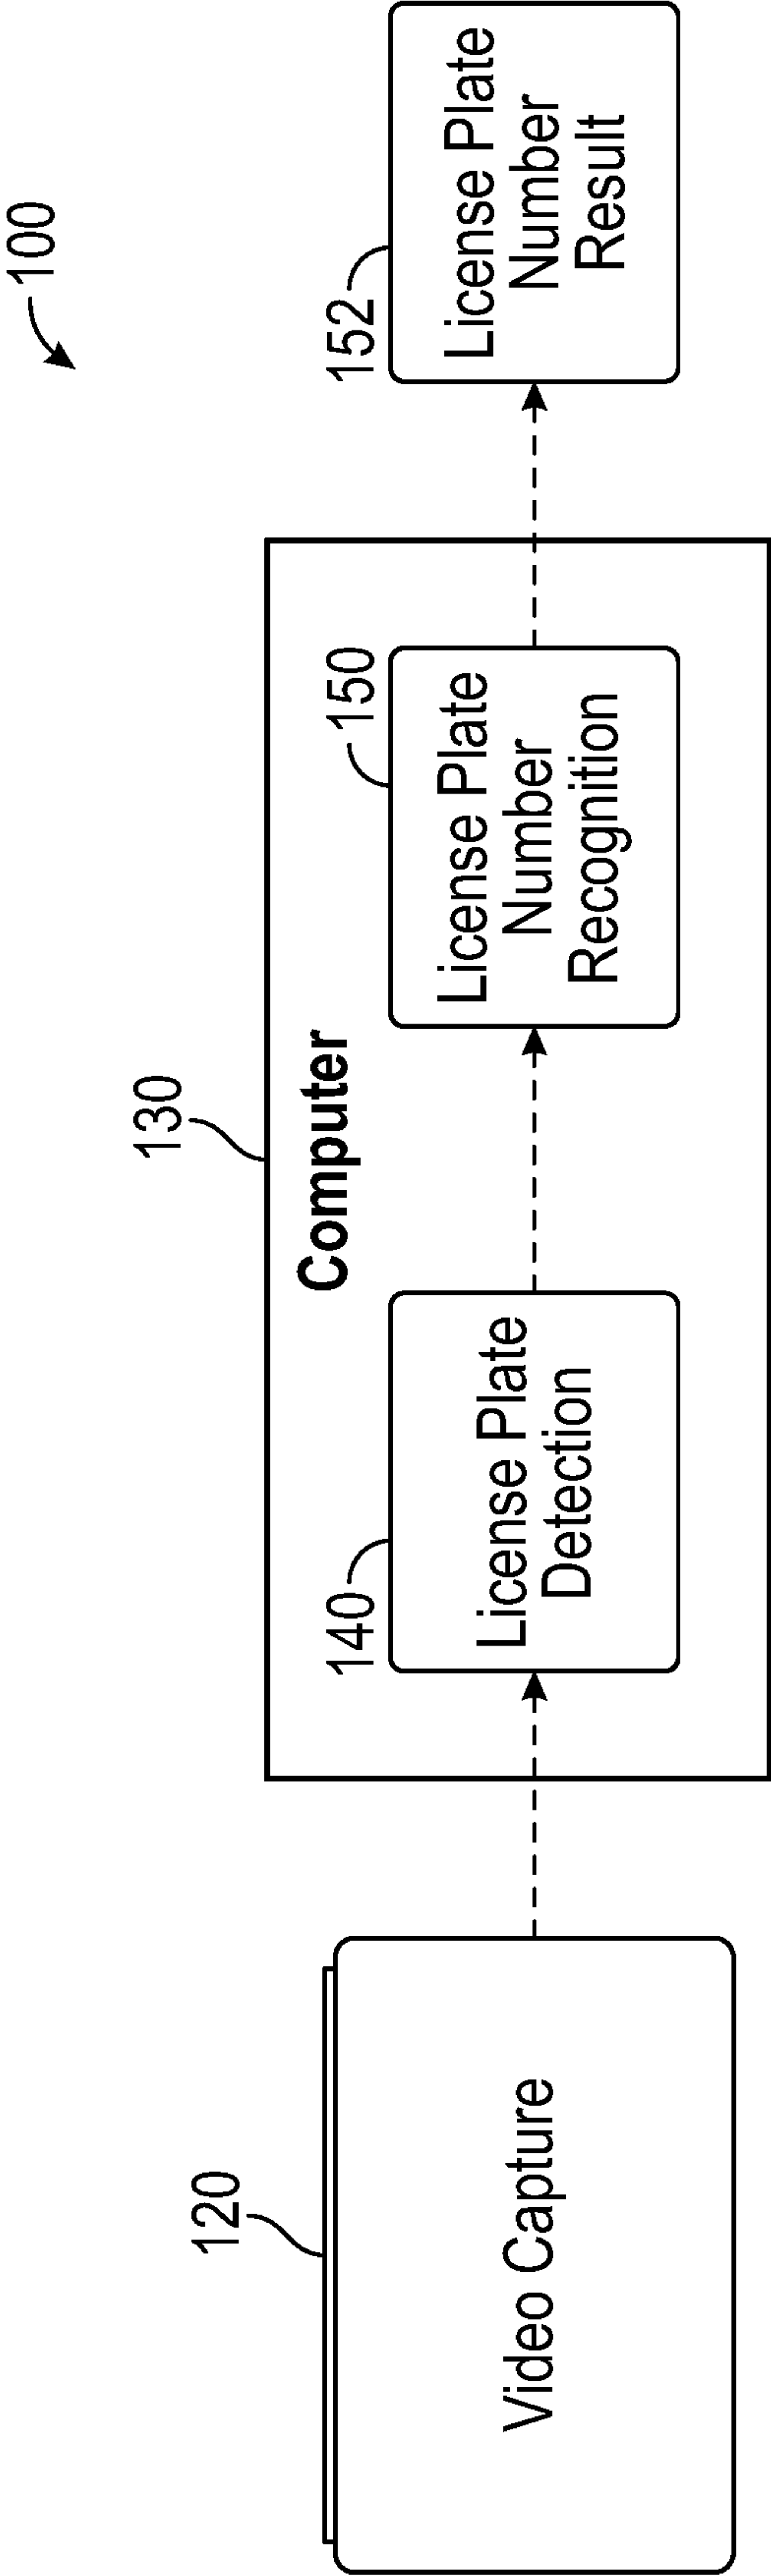 100
120
Video Capture
130
Computer
140
License Plate
Detection
150
License Plate
Number
Recognition
152
License Plate
Number
Result